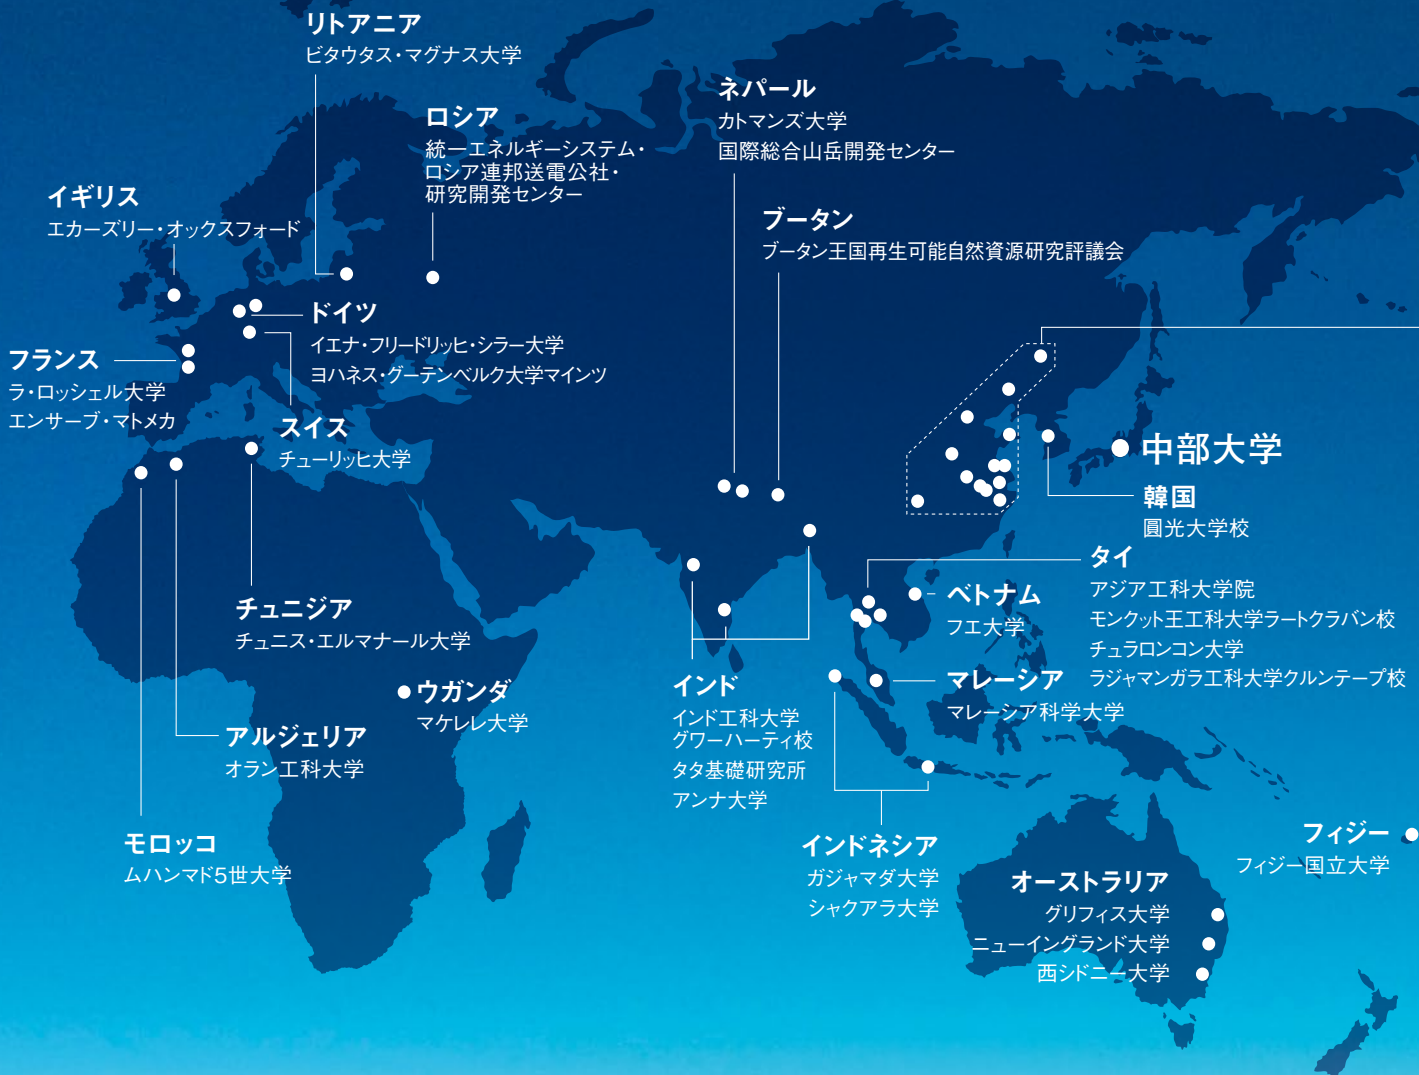 リトアニア
ビタウタス・マグナス大学
ロシア
統一エネルギーシステム・
ロシア連邦送電公社・
研究開発センター
ネパール
カトマンズ大学
国際総合山岳開発センター
イギリス
エカーズリー・オックスフォード
ブータン
ブータン王国再生可能自然資源研究評議会
ドイツ
イエナ・フリードリッヒ・シラー大学
ヨハネス・グーテンベルク大学マインツ
フランス
ラ・ロッシェル大学
エンサーブ・マトメカ
スイス
チューリッヒ大学
中部大学
韓国
圓光大学校
タイ
アジア工科大学院
モンクット王工科大学ラートクラバン校
チュラロンコン大学
ラジャマンガラ工科大学クルンテープ校
ベトナム
フエ大学
チュニジア
チュニス・エルマナール大学
マレーシア
マレーシア科学大学
ウガンダ
マケレレ大学
インド
インド工科大学
グワーハーティ校
タタ基礎研究所
アンナ大学
アルジェリア
オラン工科大学
モロッコ
ムハンマド5世大学
インドネシア
ガジャマダ大学
シャクアラ大学
フィジー
フィジー国立大学
オーストラリア
グリフィス大学
ニューイングランド大学
西シドニー大学